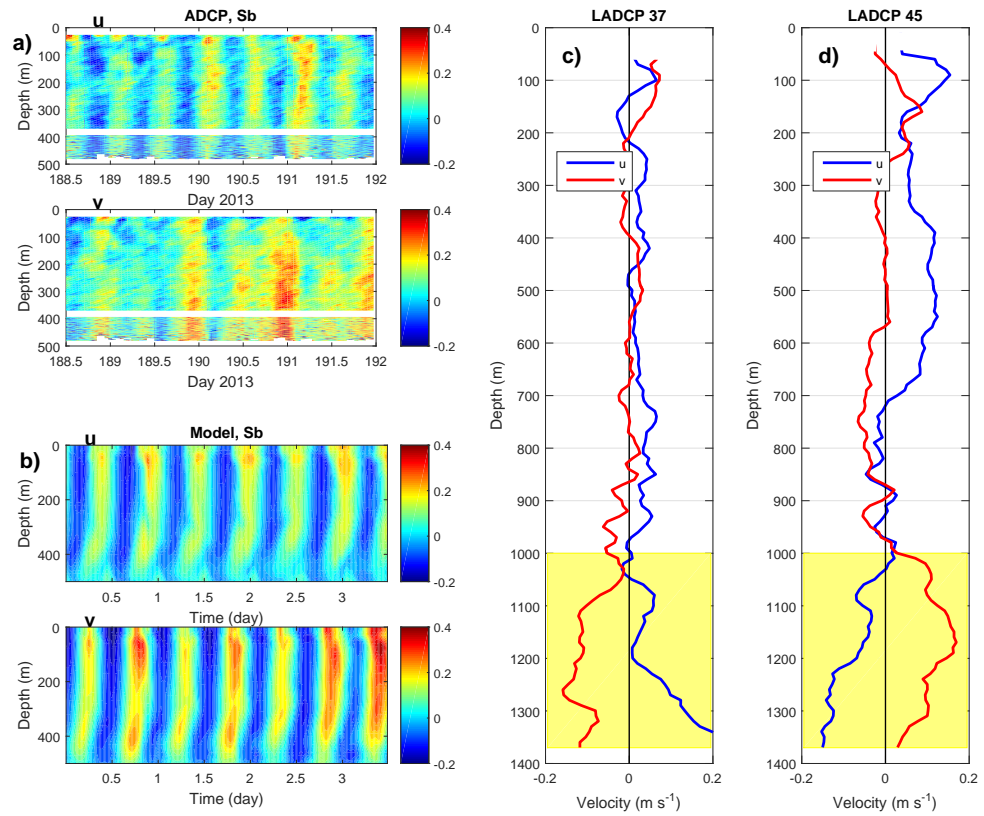 ADCP, Sb
a)
u
Depth (m)
0
100
200
300
400
500
188.5 189 189.5 190 190.5 191 191.5 192
Day 2013
0.4
0.2
0
-0.2
v
Depth (m)
0
100
200
300
400
500
188.5 189 189.5 190 190.5 191 191.5 192
Day 2013
0.4
0.2
0
-0.2
Model, Sb
b)
u
Depth (m)
0
200
400
0.5 1 1.5 2 2.5 3
Time (day)
0.4
0.2
0
-0.2
v
Depth (m)
0
200
400
0.5 1 1.5 2 2.5 3
Time (day)
0.4
0.2
0
-0.2
LADCP 37
c)
u
v
Depth (m)
0
100
200
300
400
500
600
700
800
900
1000
1100
1200
1300
1400
-0.2 0 0.2
Velocity (m s⁻¹)
LADCP 45
d)
u
v
Depth (m)
0
100
200
300
400
500
600
700
800
900
1000
1100
1200
1300
1400
-0.2 0 0.2
Velocity (m s⁻¹)